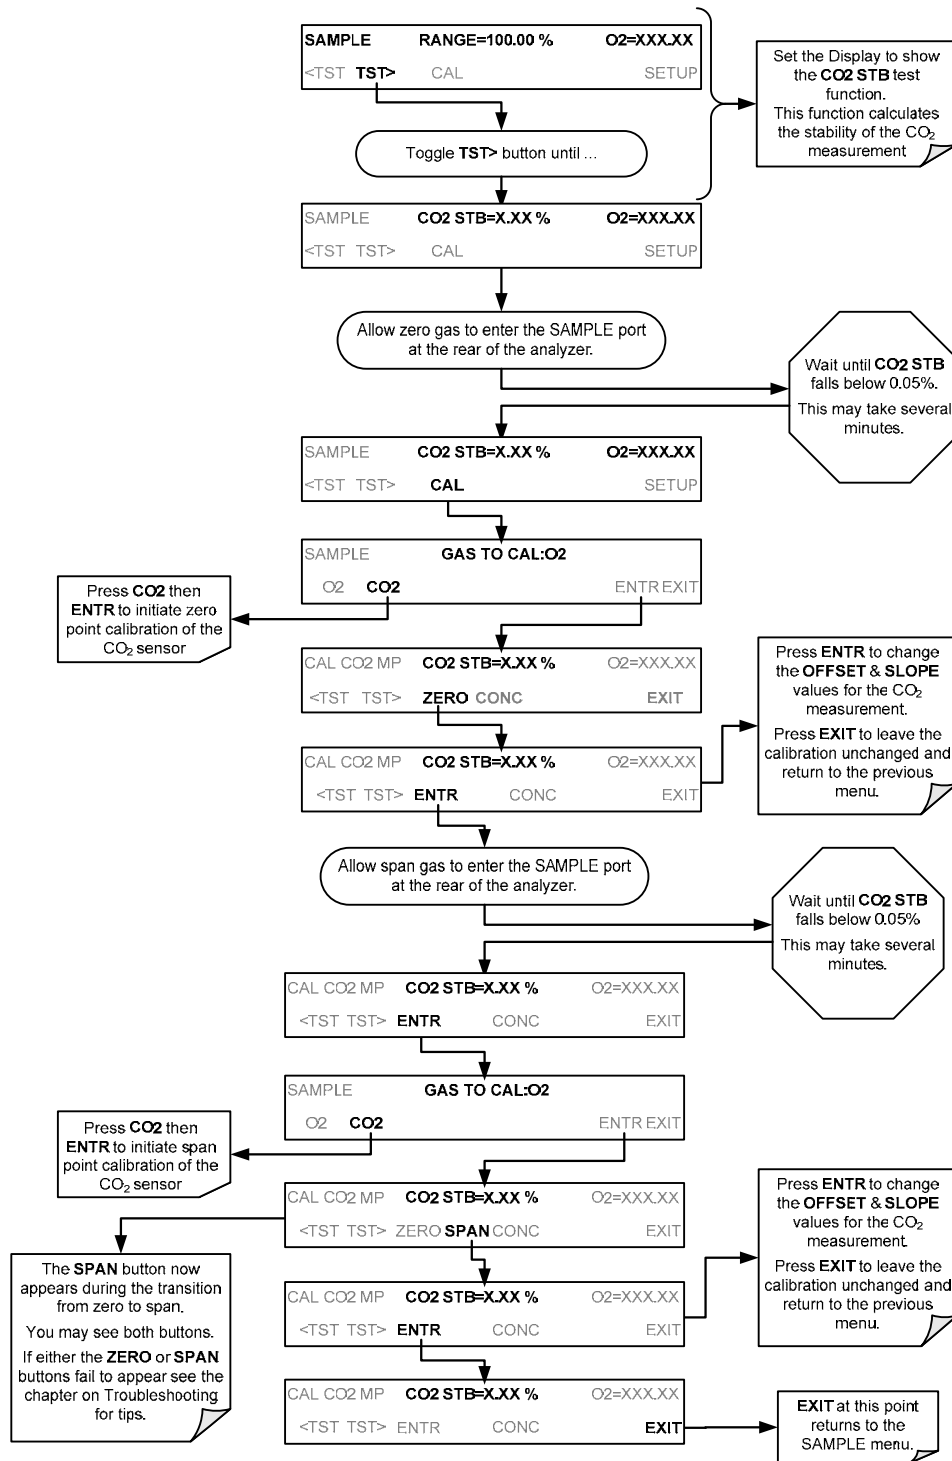 SAMPLE RANGE=100.00 % O2=XXX.XX
<TST TST> CAL SETUP
Set the Display to show
the CO2 STB test
function.
This function calculates
the stability of the CO2
measurement
Toggle TST> button until ...
SAMPLE CO2 STB=X.XX % O2=XXX.XX
<TST TST> CAL SETUP
Allow zero gas to enter the SAMPLE port
at the rear of the analyzer.
Wait until CO2 STB
falls below 0.05%.
This may take several
minutes.
SAMPLE CO2 STB=X.XX % O2=XXX.XX
<TST TST> CAL SETUP
SAMPLE GAS TO CAL:O2
O2 CO2 ENTR EXIT
Press CO2 then
ENTR to initiate zero
point calibration of the
CO2 sensor
CAL CO2 MP CO2 STB=X.XX % O2=XXX.XX
<TST TST> ZERO CONC EXIT
CAL CO2 MP CO2 STB=X.XX % O2=XXX.XX
<TST TST> ENTR CONC EXIT
Press ENTR to change
the OFFSET & SLOPE
values for the CO2
measurement.
Press EXIT to leave the
calibration unchanged and
return to the previous
menu.
Allow span gas to enter the SAMPLE port
at the rear of the analyzer.
Wait until CO2 STB
falls below 0.05%
This may take several
minutes.
CAL CO2 MP CO2 STB=X.XX % O2=XXX.XX
<TST TST> ENTR CONC EXIT
SAMPLE GAS TO CAL:O2
O2 CO2 ENTR EXIT
Press CO2 then
ENTR to initiate span
point calibration of the
CO2 sensor
CAL CO2 MP CO2 STB=X.XX % O2=XXX.XX
<TST TST> ZERO SPAN CONC EXIT
The SPAN button now
appears during the transition
from zero to span.
You may see both buttons.
If either the ZERO or SPAN
buttons fail to appear see the
chapter on Troubleshooting
for tips.
CAL CO2 MP CO2 STB=X.XX % O2=XXX.XX
<TST TST> ENTR CONC EXIT
Press ENTR to change
the OFFSET & SLOPE
values for the CO2
measurement
Press EXIT to leave the
calibration unchanged and
return to the previous
menu.
CAL CO2 MP CO2 STB=X.XX % O2=XXX.XX
<TST TST> ENTR CONC EXIT
EXIT at this point
returns to the
SAMPLE menu.